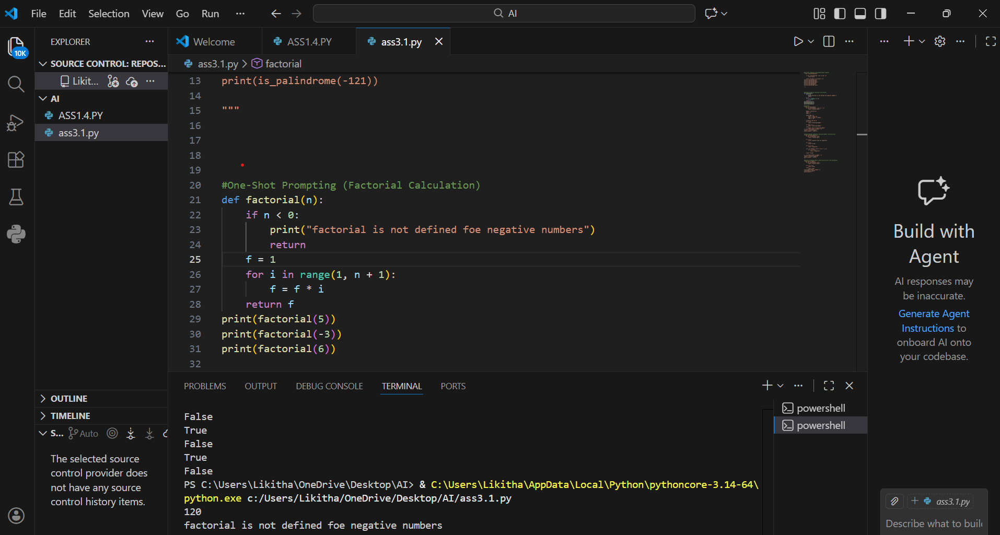 File Edit Selection View Go Run ···
AI
EXPLORER ···
10K
SOURCE CONTROL: REPOS...
Likit... ···
AI
ASS1.4.PY
ass3.1.py
OUTLINE
TIMELINE
S... Auto
The selected source
control provider does
not have any source
control history items.
Welcome ASS1.4.PY ass3.1.py
ass3.1.py > factorial
13 print(is_palindrome(-121))
14
15 """
16
17
18
19
20 #One-Shot Prompting (Factorial Calculation)
21 def factorial(n):
22 if n < 0:
23 print("factorial is not defined foe negative numbers")
24 return
25 f = 1
26 for i in range(1, n + 1):
27 f = f * i
28 return f
29 print(factorial(5))
30 print(factorial(-3))
31 print(factorial(6))
32
PROBLEMS OUTPUT DEBUG CONSOLE TERMINAL PORTS
False
True
False
True
False
PS C:\Users\Likitha\OneDrive\Desktop\AI> & C:\Users\Likitha\AppData\Local\Python\pythoncore-3.14-64\
python.exe c:/Users/Likitha/OneDrive/Desktop/AI/ass3.1.py
120
factorial is not defined foe negative numbers
powershell
powershell
Build with
Agent
AI responses may
be inaccurate.
Generate Agent
Instructions to
onboard AI onto
your codebase.
ass3.1.py
Describe what to buil